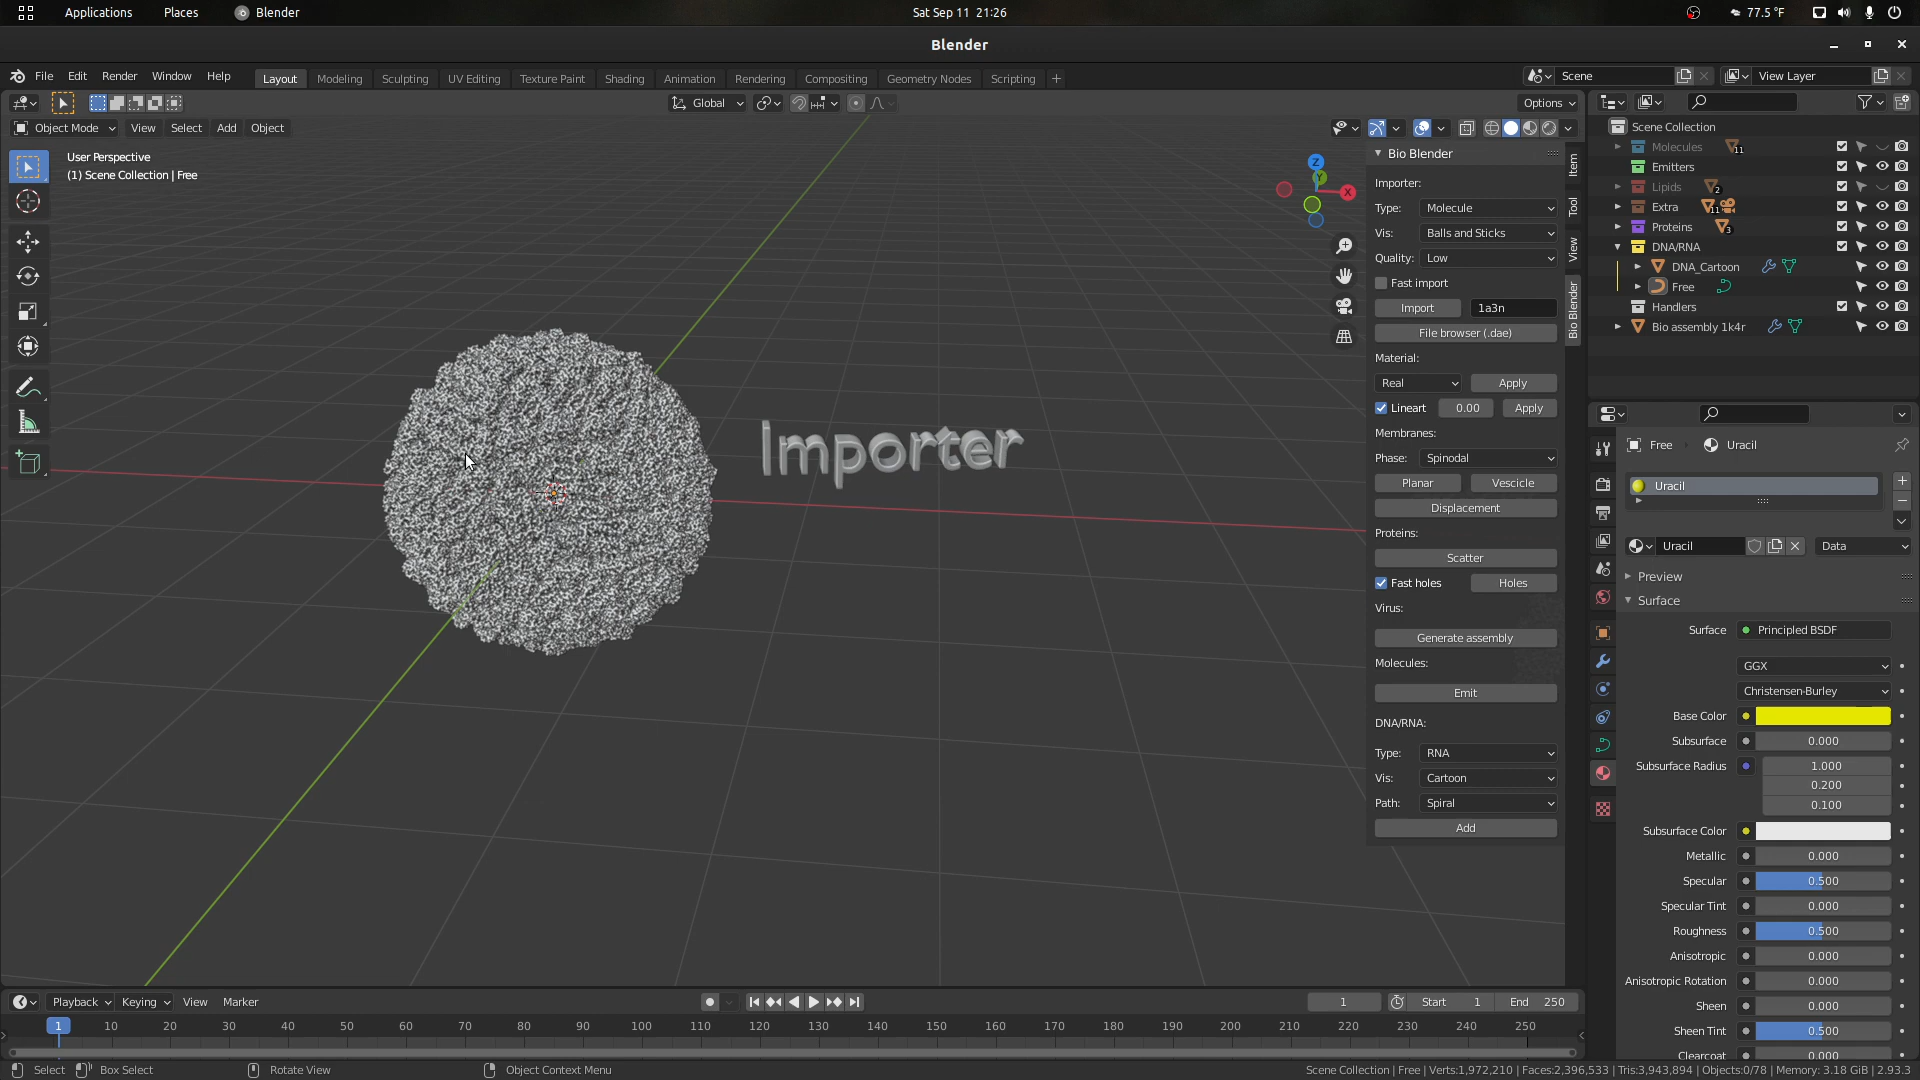 Applications Places Blender Sat Sep 11 21:26 77.5 °F
Blender
File Edit Render Window Help Layout Modeling Sculpting UV Editing Texture Paint Shading Animation Rendering Compositing Geometry Nodes Scripting + Scene View Layer
Global Options
Object Mode View Select Add Object
User Perspective
(1) Scene Collection | Free
Z
Y
X
Importer
Bio Blender
Importer:
Type: Molecule
Vis: Balls and Sticks
Quality: Low
Fast import
Import 1a3n
File browser (.dae)
Material:
Real Apply
Lineart 0.00 Apply
Membranes:
Phase: Spinodal
Planar Vescicle
Displacement
Proteins:
Scatter
Fast holes Holes
Virus:
Generate assembly
Molecules:
Emit
DNA/RNA:
Type: RNA
Vis: Cartoon
Path: Spiral
Add
Item
Tool
View
Bio Blender
Scene Collection
Molecules 11
Emitters
Lipids 2
Extra 11
Proteins 3
DNA/RNA
DNA_Cartoon
Free
Handlers
Bio assembly 1k4r
Free Uracil
Uracil
Uracil Data
Preview
Surface
Surface Principled BSDF
GGX
Christensen-Burley
Base Color
Subsurface 0.000
Subsurface Radius 1.000
0.200
0.100
Subsurface Color
Metallic 0.000
Specular 0.500
Specular Tint 0.000
Roughness 0.500
Anisotropic 0.000
Anisotropic Rotation 0.000
Sheen 0.000
Sheen Tint 0.500
Clearcoat 0.000
Playback Keying View Marker 1 Start 1 End 250
1 10 20 30 40 50 60 70 80 90 100 110 120 130 140 150 160 170 180 190 200 210 220 230 240 250
Select Box Select Rotate View Object Context Menu Scene Collection | Free | Verts:1,972,210 | Faces:2,396,533 | Tris:3,943,894 | Objects:0/78 | Memory: 3.18 GiB | 2.93.3